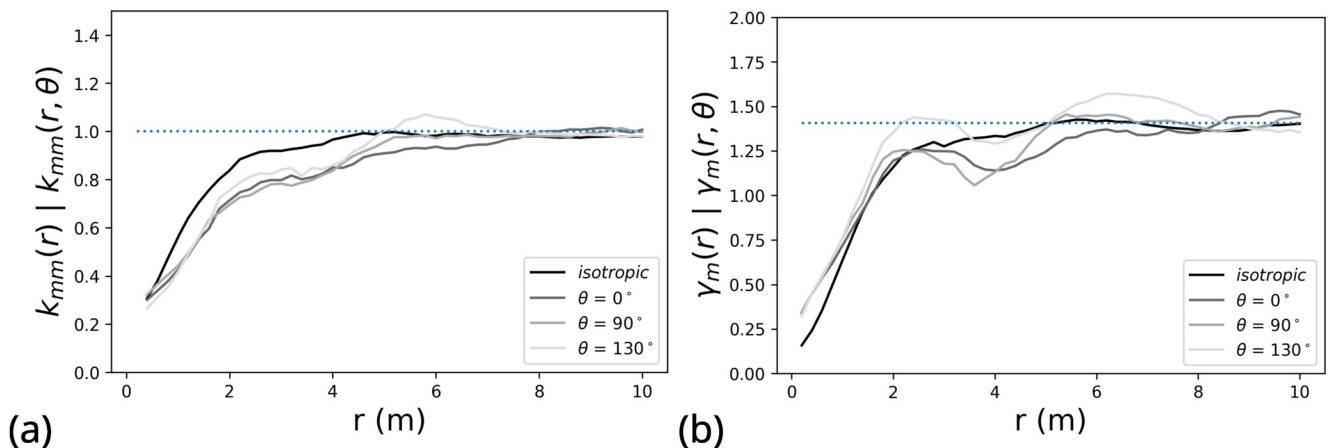 k_mm(r) | k_mm(r, θ)
1.4
1.2
1.0
0.8
0.6
0.4
0.2
0.0
0 2 4 6 8 10
r (m)
isotropic
θ = 0°
θ = 90°
θ = 130°
(a)
γ_m(r) | γ_m(r, θ)
2.00
1.75
1.50
1.25
1.00
0.75
0.50
0.25
0.00
0 2 4 6 8 10
r (m)
isotropic
θ = 0°
θ = 90°
θ = 130°
(b)